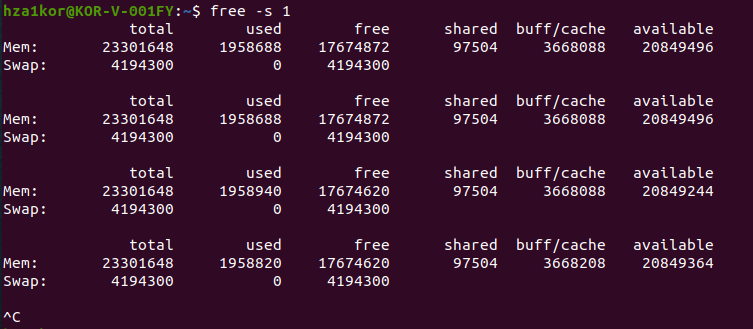 hza1kor@KOR-V-001FY:~$ free -s 1
total used free shared buff/cache available
Mem: 23301648 1958688 17674872 97504 3668088 20849496
Swap: 4194300 0 4194300
total used free shared buff/cache available
Mem: 23301648 1958688 17674872 97504 3668088 20849496
Swap: 4194300 0 4194300
total used free shared buff/cache available
Mem: 23301648 1958940 17674620 97504 3668088 20849244
Swap: 4194300 0 4194300
total used free shared buff/cache available
Mem: 23301648 1958820 17674620 97504 3668208 20849364
Swap: 4194300 0 4194300
^C